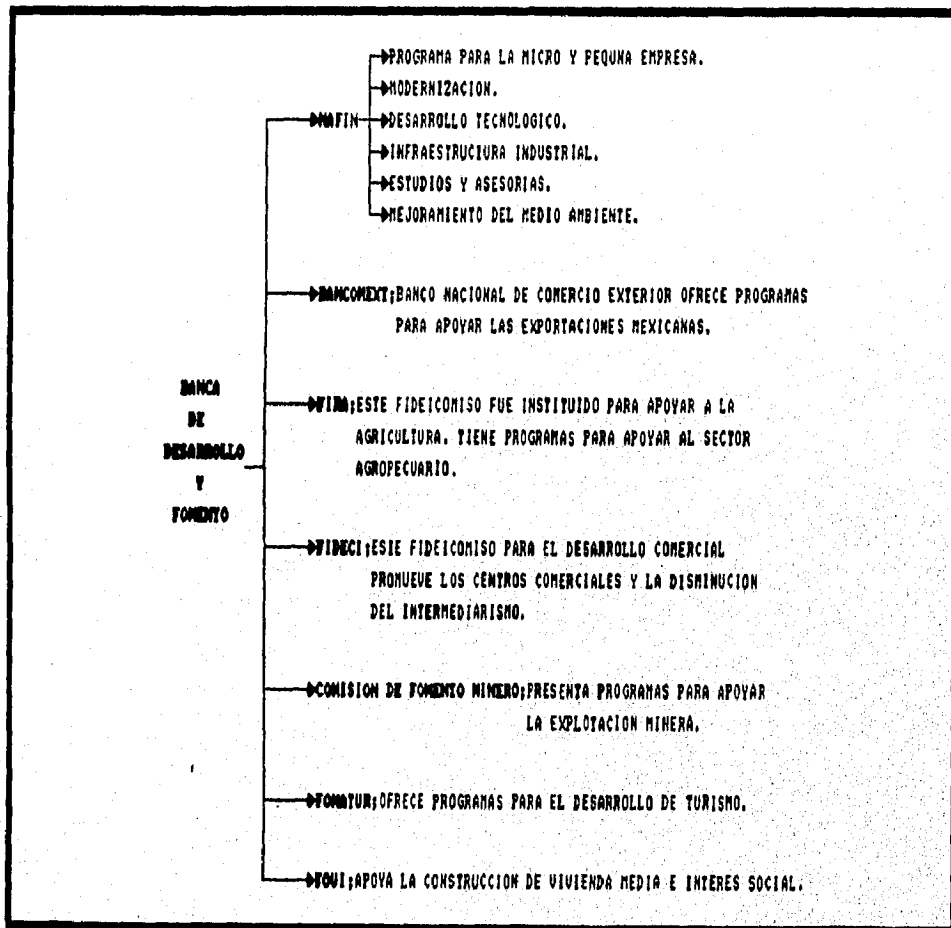 PROGRAMA PARA LA MICRO Y PEQUNA EMPRESA.
MODERNIZACION.
NAFIN
DESARROLLO TECNOLOGICO.
INFRAESTRUCIURA INDUSTRIAL.
ESTUDIOS Y ASESORIAS.
MEJORAMIENTO DEL MEDIO AMBIENTE.
BANCOMEXT;BANCO NACIONAL DE COMERCIO EXTERIOR OFRECE PROGRAMAS
PARA APOYAR LAS EXPORTACIONES MEXICANAS.
BANCA
DE
DESARROLLO
Y
FOMENTO
FIRA;ESTE FIDEICOMISO FUE INSTITUIDO PARA APOYAR A LA
AGRICULTURA. TIENE PROGRAMAS PARA APOYAR AL SECTOR
AGROPECUARIO.
FIDECI;ESIE FIDEICOMISO PARA EL DESARROLLO COMERCIAL
PROMUEVE LOS CENTROS COMERCIALES Y LA DISMINUCION
DEL INTERMEDIARISMO.
COMISION DE FOMENTO MINERO;PRESENTA PROGRAMAS PARA APOYAR
LA EXPLOTACION MINERA.
FONATUR;OFRECE PROGRAMAS PARA EL DESARROLLO DE TURISMO.
FOVI;APOYA LA CONSTRUCCION DE VIVIENDA MEDIA E INTERES SOCIAL.